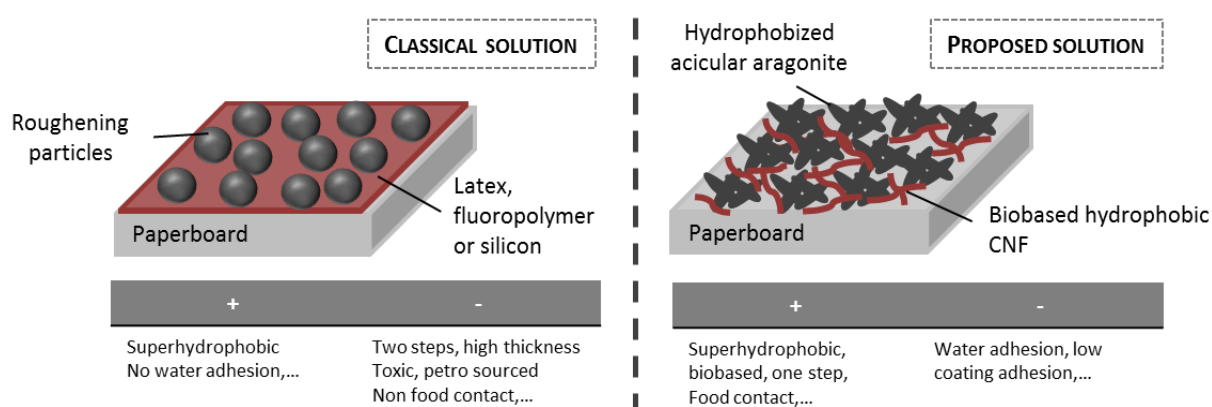 CLASSICAL SOLUTION
Roughening
particles
Latex,
fluoropolymer
or silicon
Paperboard
+
-
Superhydrophobic
No water adhesion,...
Two steps, high thickness
Toxic, petro sourced
Non food contact,...
Hydrophobized
acicular aragonite
PROPOSED SOLUTION
Biobased hydrophobic
CNF
Paperboard
+
-
Superhydrophobic,
biobased, one step,
Food contact,...
Water adhesion, low
coating adhesion,...